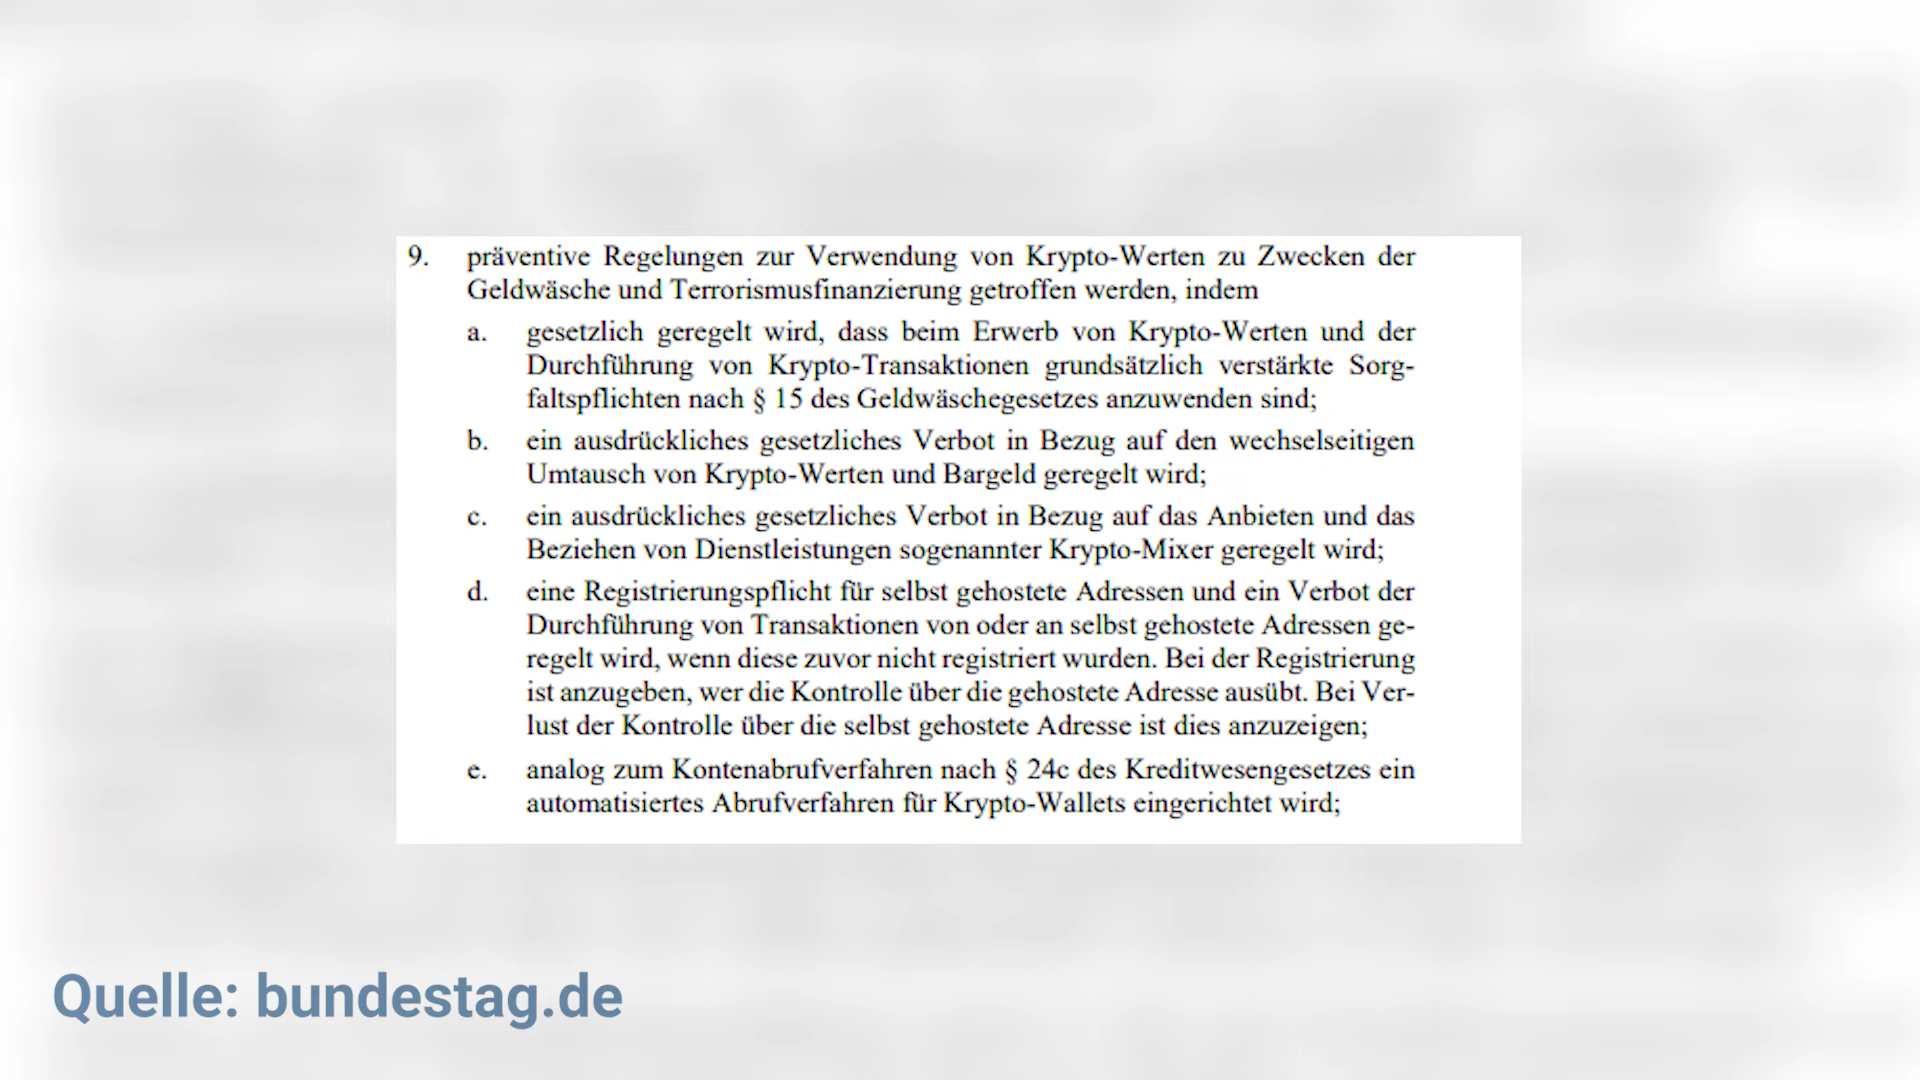 9. präventive Regelungen zur Verwendung von Krypto-Werten zu Zwecken der
Geldwäsche und Terrorismusfinanzierung getroffen werden, indem
a. gesetzlich geregelt wird, dass beim Erwerb von Krypto-Werten und der
Durchführung von Krypto-Transaktionen grundsätzlich verstärkte Sorg-
faltspflichten nach § 15 des Geldwäschegesetzes anzuwenden sind;
b. ein ausdrückliches gesetzliches Verbot in Bezug auf den wechselseitigen
Umtausch von Krypto-Werten und Bargeld geregelt wird;
c. ein ausdrückliches gesetzliches Verbot in Bezug auf das Anbieten und das
Beziehen von Dienstleistungen sogenannter Krypto-Mixer geregelt wird;
d. eine Registrierungspflicht für selbst gehostete Adressen und ein Verbot der
Durchführung von Transaktionen von oder an selbst gehostete Adressen ge-
regelt wird, wenn diese zuvor nicht registriert wurden. Bei der Registrierung
ist anzugeben, wer die Kontrolle über die gehostete Adresse ausübt. Bei Ver-
lust der Kontrolle über die selbst gehostete Adresse ist dies anzuzeigen;
e. analog zum Kontenabrufverfahren nach § 24c des Kreditwesengesetzes ein
automatisiertes Abrufverfahren für Krypto-Wallets eingerichtet wird;
Quelle: bundestag.de